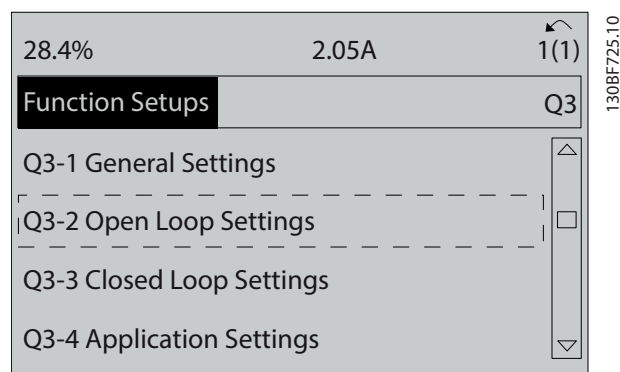 28.4% 2.05A 1(1)
Function Setups Q3
Q3-1 General Settings
Q3-2 Open Loop Settings
Q3-3 Closed Loop Settings
Q3-4 Application Settings
130BF725.10